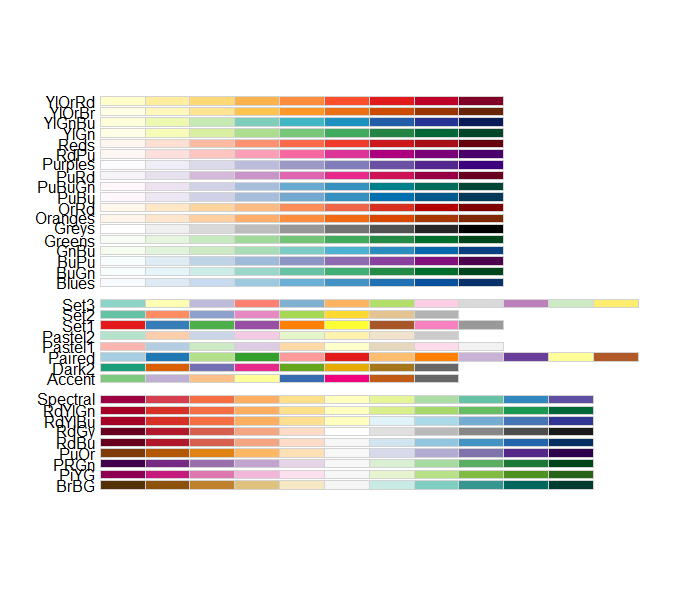 YlOrRd
YlOrBr
YlGnBu
YlGn
Reds
RdPu
Purples
PuRd
PuBuGn
PuBu
OrRd
Oranges
Greys
Greens
GnBu
BuPu
BuGn
Blues
Set3
Set2
Set1
Pastel2
Pastel1
Paired
Dark2
Accent
Spectral
RdYlGn
RdYlBu
RdGy
RdBu
PuOr
PRGn
PiYG
BrBG